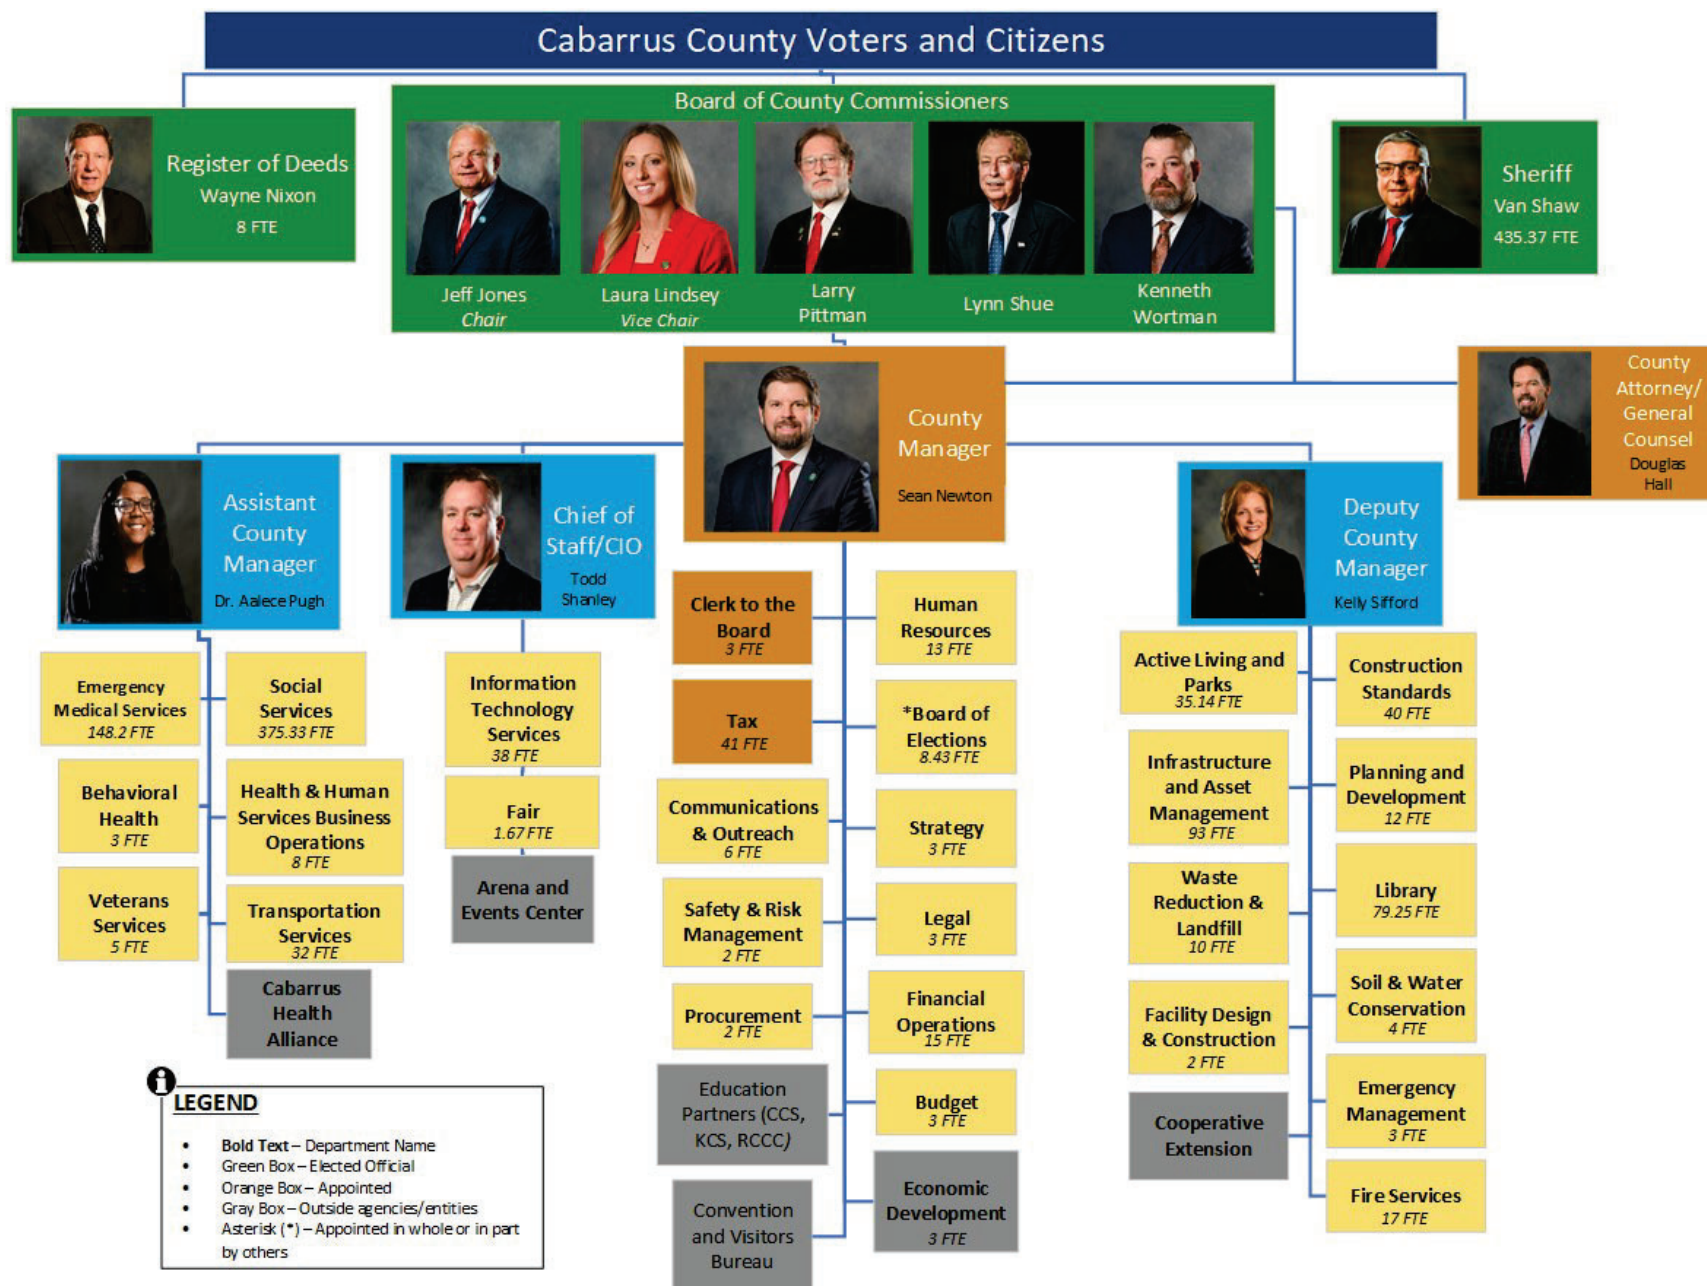 Cabarrus County Voters and Citizens
Register of Deeds
Wayne Nixon
8 FTE
Board of County Commissioners
Jeff Jones
Chair
Laura Lindsey
Vice Chair
Larry
Pittman
Lynn Shue
Kenneth
Wortman
Sheriff
Van Shaw
435.37 FTE
County
Manager
Sean Newton
County
Attorney/
General
Counsel
Douglas
Hall
Assistant
County
Manager
Dr. Aalece Pugh
Chief of
Staff/CIO
Todd
Shanley
Deputy
County
Manager
Kelly Sifford
Emergency
Medical Services
148.2 FTE
Social
Services
375.33 FTE
Behavioral
Health
3 FTE
Health & Human
Services Business
Operations
8 FTE
Veterans
Services
5 FTE
Transportation
Services
32 FTE
Cabarrus
Health
Alliance
Information
Technology
Services
38 FTE
Fair
1.67 FTE
Arena and
Events Center
Clerk to the
Board
3 FTE
Human
Resources
13 FTE
Tax
41 FTE
*Board of
Elections
8.43 FTE
Communications
& Outreach
6 FTE
Strategy
3 FTE
Safety & Risk
Management
2 FTE
Legal
3 FTE
Procurement
2 FTE
Financial
Operations
15 FTE
Education
Partners (CCS,
KCS, RCCC)
Budget
3 FTE
Convention
and Visitors
Bureau
Economic
Development
3 FTE
Active Living and
Parks
35.14 FTE
Construction
Standards
40 FTE
Infrastructure
and Asset
Management
93 FTE
Planning and
Development
12 FTE
Waste
Reduction &
Landfill
10 FTE
Library
79.25 FTE
Facility Design
& Construction
2 FTE
Soil & Water
Conservation
4 FTE
Cooperative
Extension
Emergency
Management
3 FTE
Fire Services
17 FTE
LEGEND
• Bold Text – Department Name
• Green Box – Elected Official
• Orange Box – Appointed
• Gray Box – Outside agencies/entities
• Asterisk (*) – Appointed in whole or in part
by others